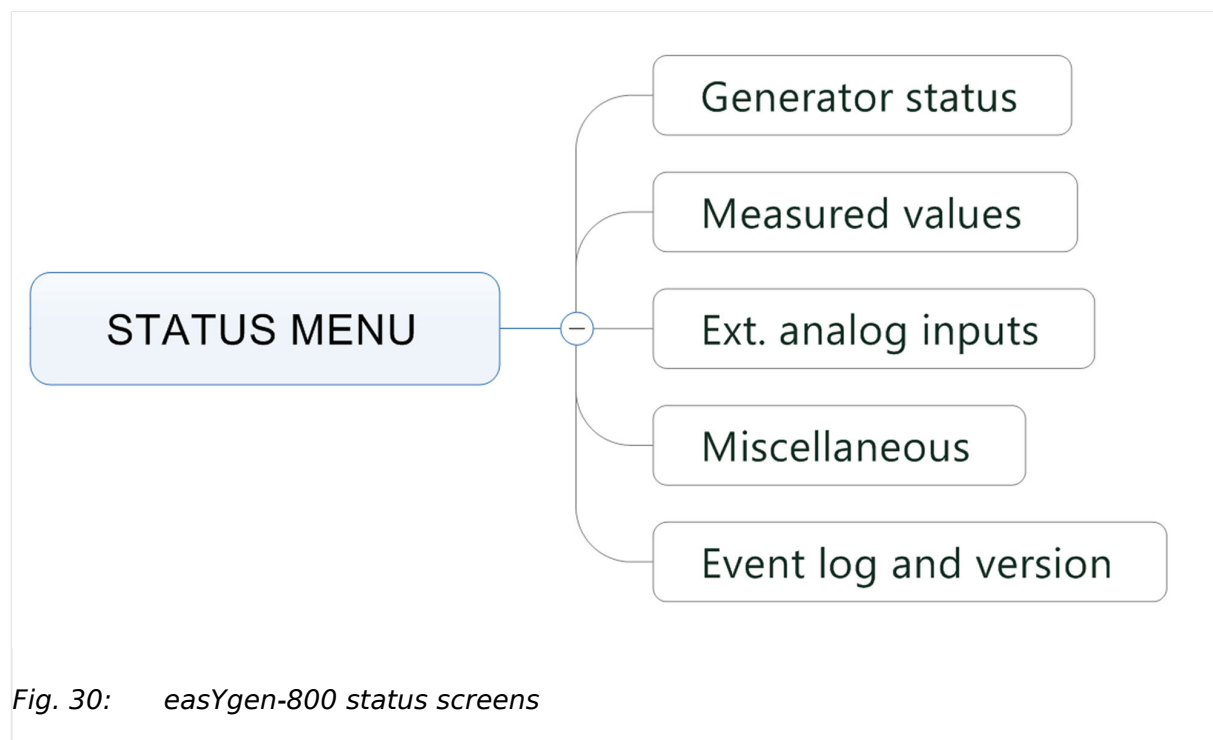 Generator status
Measured values
STATUS MENU
Ext. analog inputs
Miscellaneous
Event log and version
Fig. 30: easYgen-800 status screens